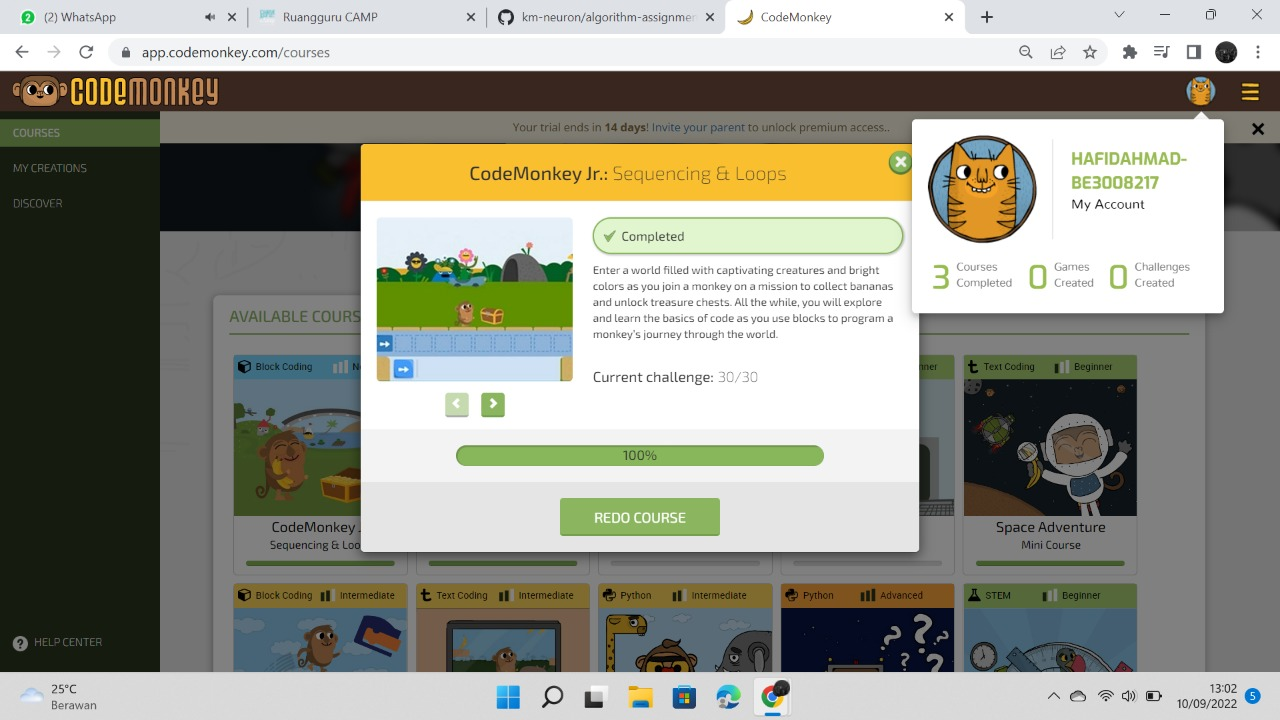 (2) WhatsApp
Ruangguru CAMP
km-neuron/algorithm-assignmen
CodeMonkey
app.codemonkey.com/courses
CODEMONKEY
COURSES
MY CREATIONS
DISCOVER
HELP CENTER
Your trial ends in 14 days! Invite your parent to unlock premium access..
HAFIDAHMAD-
BE3008217
My Account
3 Courses Completed
0 Games Created
0 Challenges Created
CodeMonkey Jr.: Sequencing & Loops
Completed
Enter a world filled with captivating creatures and bright
colors as you join a monkey on a mission to collect bananas
and unlock treasure chests. All the while, you will explore
and learn the basics of code as you use blocks to program a
monkey's journey through the world.
Current challenge: 30/30
100%
REDO COURSE
AVAILABLE COURS
Block Coding
Text Coding Beginner
CodeMonkey J
Sequencing & Loo
Space Adventure
Mini Course
Block Coding Intermediate
Text Coding Intermediate
Python Intermediate
Python Advanced
STEM Beginner
25°C
Berawan
13:02
10/09/2022
5